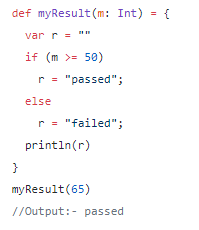 def myResult(m: Int) = {
  var r = ""
  if (m >= 50)
    r = "passed";
  else
    r = "failed";
  println(r)
}
myResult(65)
//Output:- passed